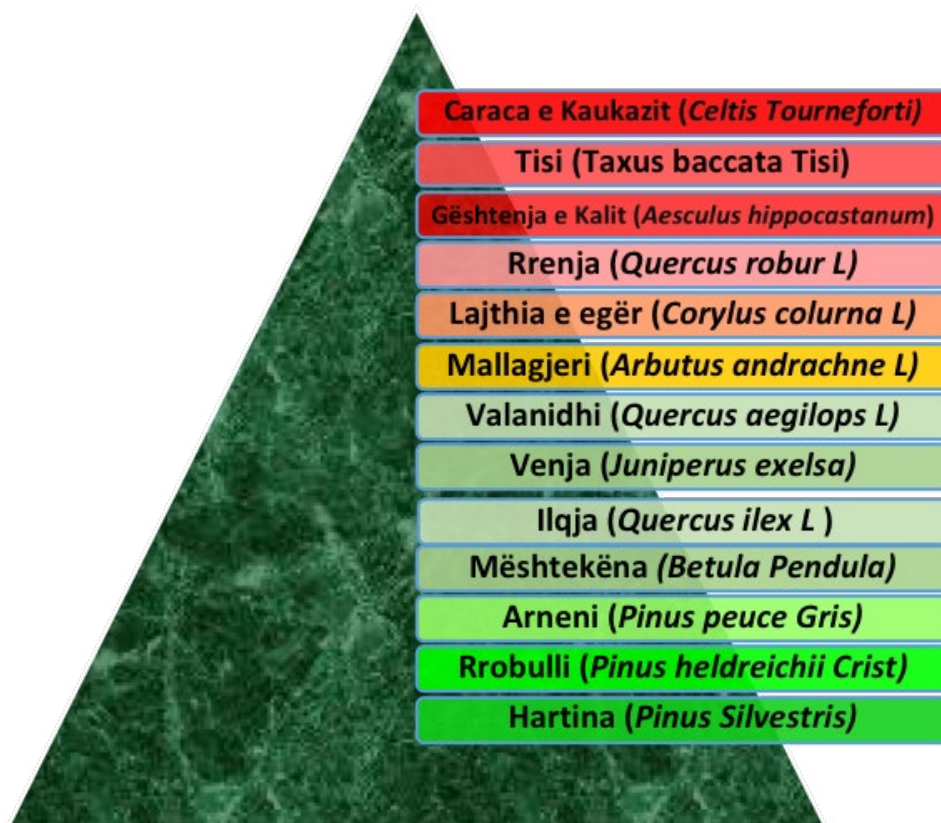 Caraca e Kaukazit (Celtis Tourneforti)
Tisi (Taxus baccata Tisi)
Gështenja e Kalit (Aesculus hippocastanum)
Rrenja (Quercus robur L)
Lajthia e egër (Corylus colurna L)
Mallagjeri (Arbutus andrachne L)
Valanidhi (Quercus aegilops L)
Venja (Juniperus exelsa)
Ilqja (Quercus ilex L )
Mështekëna (Betula Pendula)
Arneni (Pinus peuce Gris)
Rrobulli (Pinus heldreichii Crist)
Hartina (Pinus Silvestris)